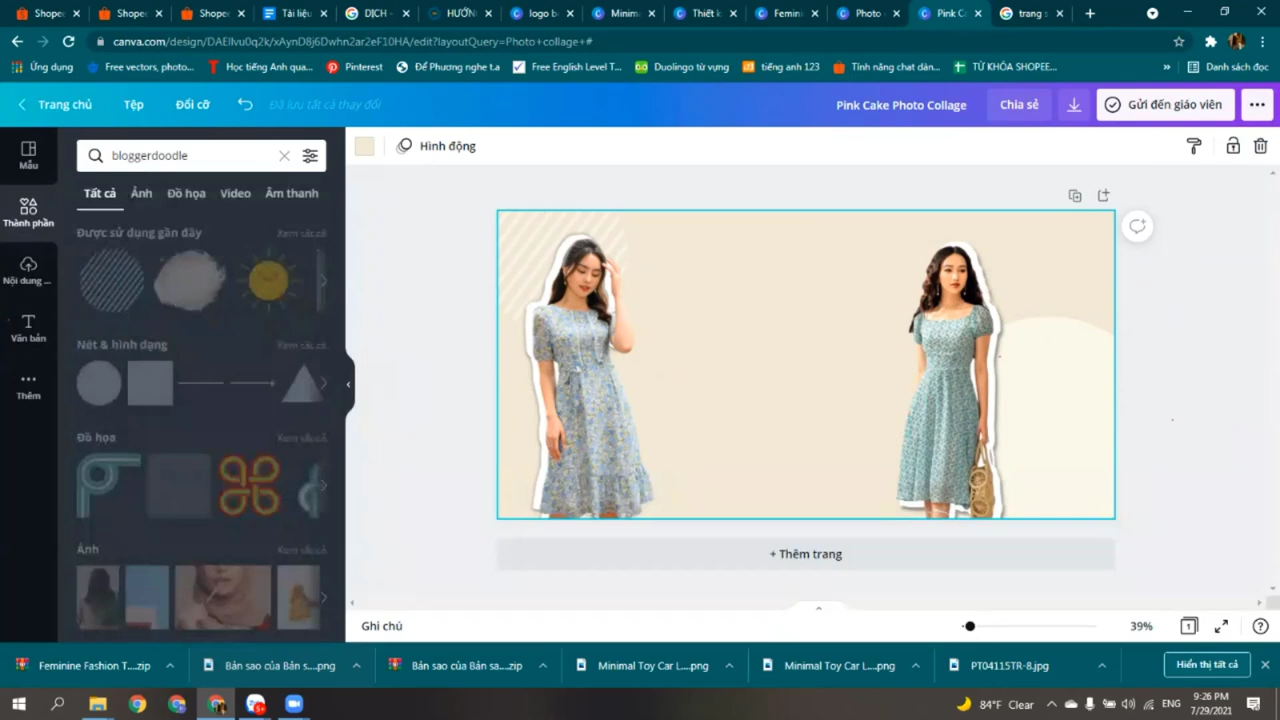 Shopee
Shopee
Shopee
Tài liệu
DỊCH -
HƯỚN
logo b
Minim
Thiết k
Femin
Photo
Pink C
trang s
canva.com/design/DAElIvu0q2k/xAynD8j6Dwhn2ar2eF10HA/edit?layoutQuery=Photo+collage+#
Ứng dụng
Free vectors, photo...
Học tiếng Anh qua...
Pinterest
Để Phương nghe t.a
Free English Level T...
Duolingo từ vựng
tiếng anh 123
Tính năng chat dàn...
TỪ KHÓA SHOPEE...
»
Danh sách đọc
Trang chủ
Tệp
Đổi cỡ
Đã lưu tất cả thay đổi
Pink Cake Photo Collage
Chia sẻ
Gửi đến giáo viên
Mẫu
Thành phần
Nội dung ...
Văn bản
Thêm
bloggerdoodle
Tất cả
Ảnh
Đồ họa
Video
Âm thanh
Được sử dụng gần đây
Xem tất cả
Nét & hình dạng
Xem tất cả
Đồ họa
Xem tất cả
Ảnh
Xem tất cả
Hình động
+ Thêm trang
Ghi chú
39%
1
Feminine Fashion T....zip
Bản sao của Bản s....png
Bản sao của Bản sa....zip
Minimal Toy Car L....png
Minimal Toy Car L....png
PT04115TR-8.jpg
Hiển thị tất cả
84°F Clear
ENG
9:26 PM
7/29/2021